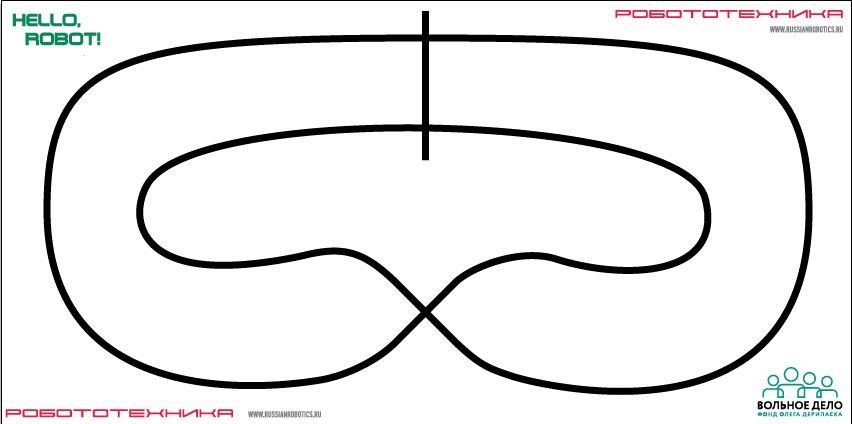 HELLO,
ROBOT!
РОБОТОТЕХНИКА
WWW.RUSSIANROBOTICS.RU
ВОЛЬНОЕ ДЕЛО
ФОНД ОЛЕГА ДЕРИПАСКА
РОБОТОТЕХНИКА WWW.RUSSIANROBOTICS.RU